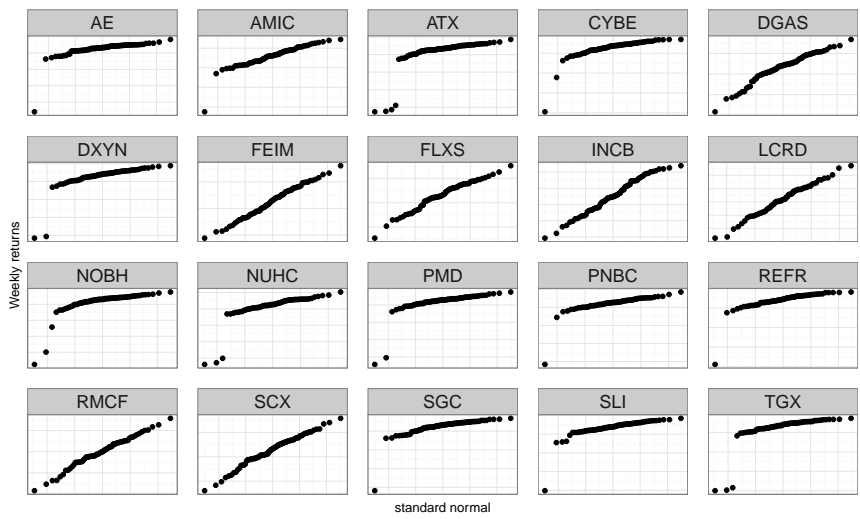 AE AMIC ATX CYBE DGAS
DXYN FEIM FLXS INCB LCRD
NOBH NUHC PMD PNBC REFR
RMCF SCX SGC SLI TGX
Weekly returns
standard normal